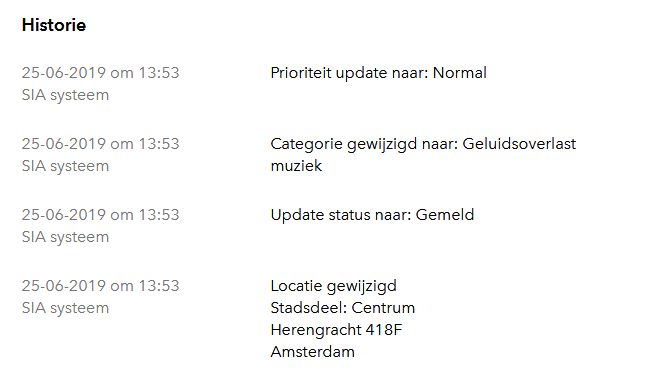 Historie
25-06-2019 om 13:53
Prioriteit update naar: Normal
SIA systeem
25-06-2019 om 13:53
Categorie gewijzigd naar: Geluidsoverlast
SIA systeem
muziek
25-06-2019 om 13:53
Update status naar: Gemeld
SIA systeem
25-06-2019 om 13:53
Locatie gewijzigd
SIA systeem
Stadsdeel: Centrum
Herengracht 418F
Amsterdam